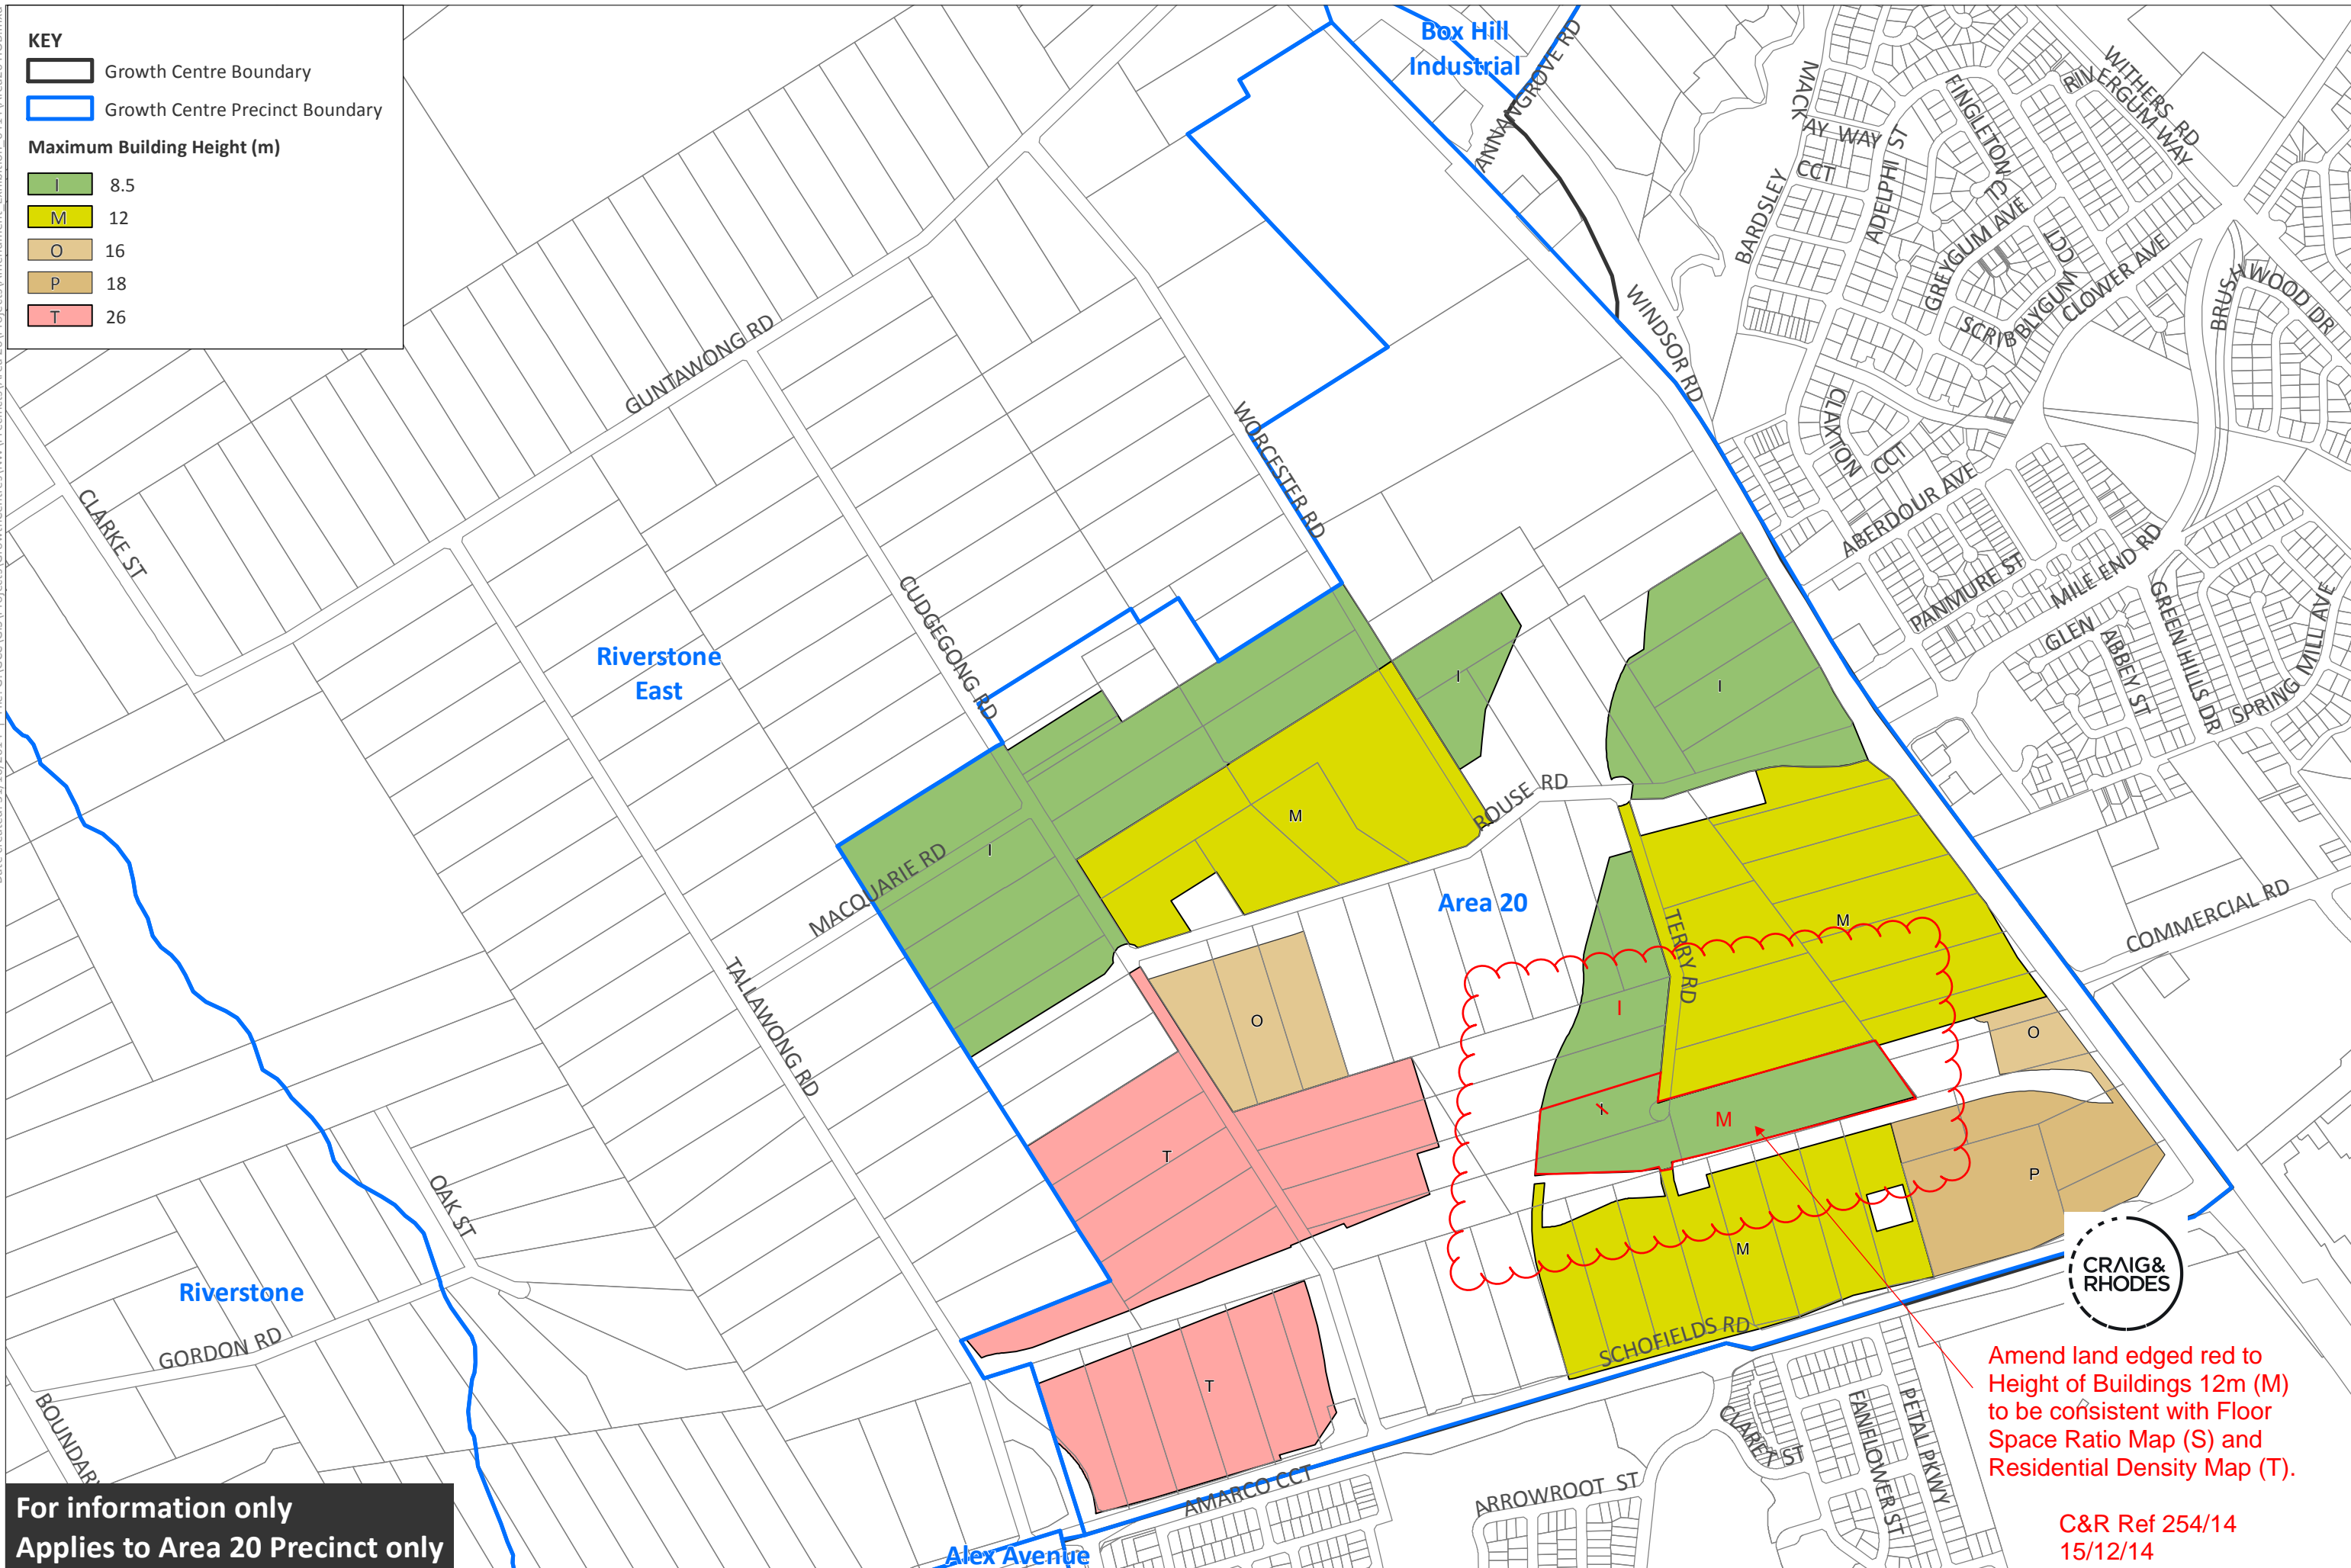 KEY
Growth Centre Boundary
Growth Centre Precinct Boundary
Maximum Building Height (m)
I 8.5
M 12
O 16
P 18
T 26
Box Hill
Industrial
ANNANGROVE RD
MACKAY WAY
WITHERS RD
RIVERGUM WAY
FINGLETON
CCT
ADELPHI ST
BARDSLEY
GREYGUM AVE
SCRIBBLYGUM
CLOWER AVE
BRUSHWOOD DR
WINDSOR RD
GUNTAWONG RD
WORCESTER RD
CLAXTON
CCT
ABERDOUR AVE
CLARKE ST
PANMURE ST
MILE END RD
GLEN
ABBEY ST
GREEN HILLS DR
SPRING MILL AVE
CUDGEGONG RD
Riverstone
East
I
I
I
M
ROUSE RD
MACQUARIE RD
Area 20
TERRY RD
M
COMMERCIAL RD
TALLAWONG RD
O
I
O
I
M
T
P
OAK ST
M
Riverstone
GORDON RD
SCHOFIELDS RD
CRAIG&
RHODES
T
BOUNDARY
CLARET ST
FANFLOWER ST
PETAL PKWY
AMARCO CCT
ARROWROOT ST
Alex Avenue
Amend land edged red to
Height of Buildings 12m (M)
to be consistent with Floor
Space Ratio Map (S) and
Residential Density Map (T).
C&R Ref 254/14
15/12/14
For information only
Applies to Area 20 Precinct only